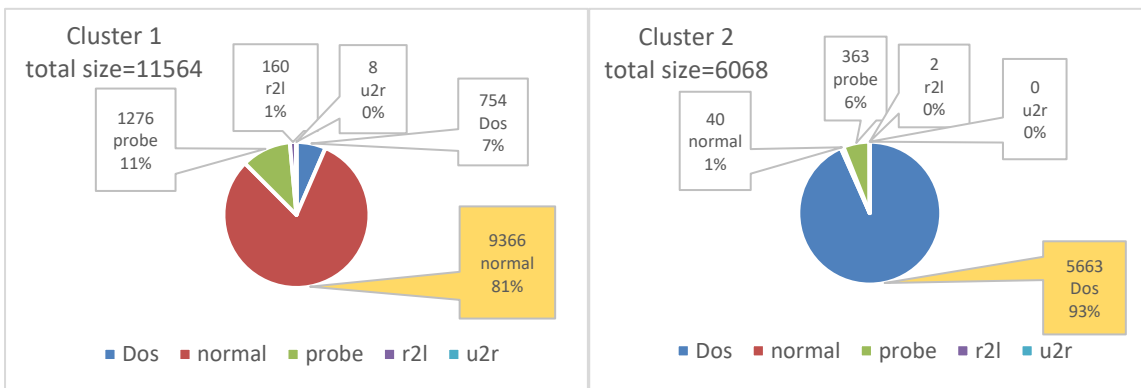 Cluster 1
total size=11564
160
r2l
1%
8
u2r
0%
754
Dos
7%
1276
probe
11%
9366
normal
81%
Dos normal probe r2l u2r
Cluster 2
total size=6068
363
probe
6%
2
r2l
0%
0
u2r
0%
40
normal
1%
5663
Dos
93%
Dos normal probe r2l u2r